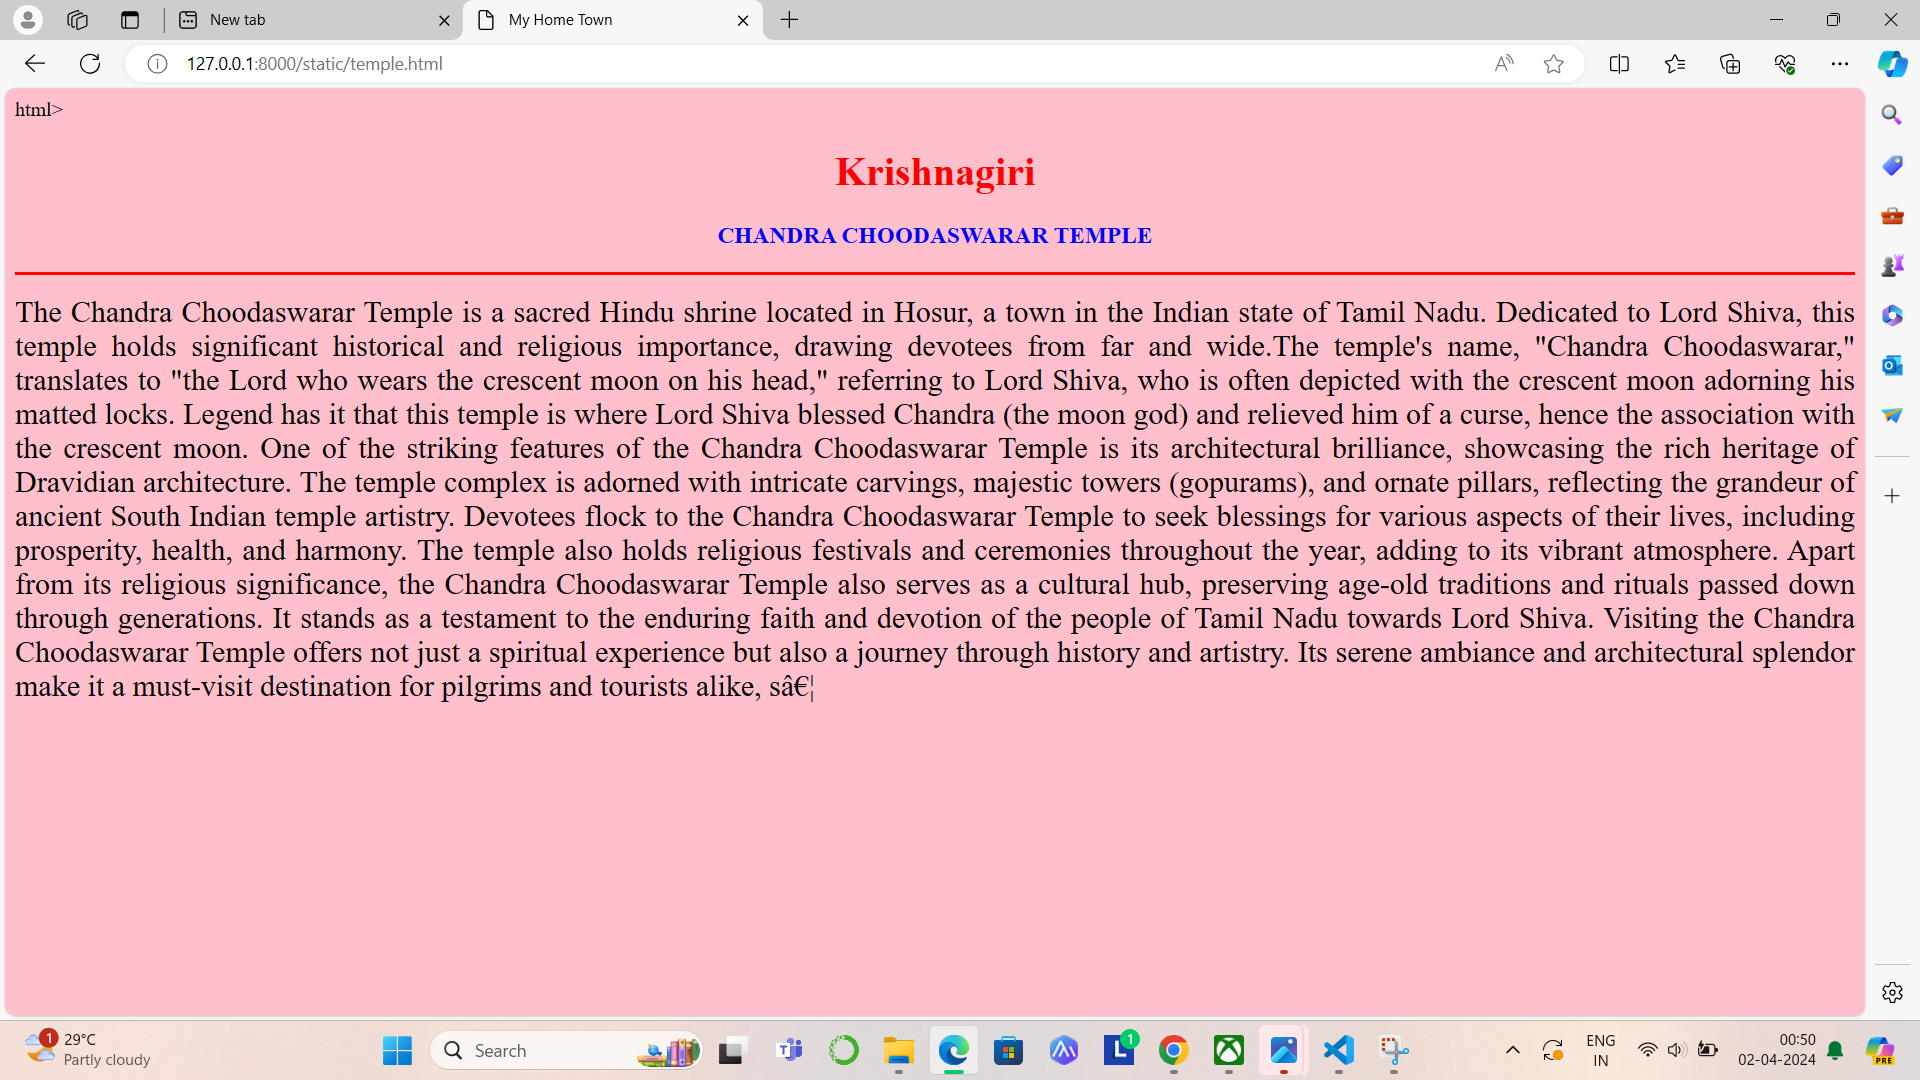 New tab
My Home Town
127.0.0.1:8000/static/temple.html
html>
Krishnagiri
CHANDRA CHOODASWARAR TEMPLE
The Chandra Choodaswarar Temple is a sacred Hindu shrine located in Hosur, a town in the Indian state of Tamil Nadu. Dedicated to Lord Shiva, this
temple holds significant historical and religious importance, drawing devotees from far and wide.The temple's name, "Chandra Choodaswarar,"
translates to "the Lord who wears the crescent moon on his head," referring to Lord Shiva, who is often depicted with the crescent moon adorning his
matted locks. Legend has it that this temple is where Lord Shiva blessed Chandra (the moon god) and relieved him of a curse, hence the association with
the crescent moon. One of the striking features of the Chandra Choodaswarar Temple is its architectural brilliance, showcasing the rich heritage of
Dravidian architecture. The temple complex is adorned with intricate carvings, majestic towers (gopurams), and ornate pillars, reflecting the grandeur of
ancient South Indian temple artistry. Devotees flock to the Chandra Choodaswarar Temple to seek blessings for various aspects of their lives, including
prosperity, health, and harmony. The temple also holds religious festivals and ceremonies throughout the year, adding to its vibrant atmosphere. Apart
from its religious significance, the Chandra Choodaswarar Temple also serves as a cultural hub, preserving age-old traditions and rituals passed down
through generations. It stands as a testament to the enduring faith and devotion of the people of Tamil Nadu towards Lord Shiva. Visiting the Chandra
Choodaswarar Temple offers not just a spiritual experience but also a journey through history and artistry. Its serene ambiance and architectural splendor
make it a must-visit destination for pilgrims and tourists alike, sâ€¦
1
29°C
Partly cloudy
Search
1
ENG
IN
00:50
02-04-2024
PRE